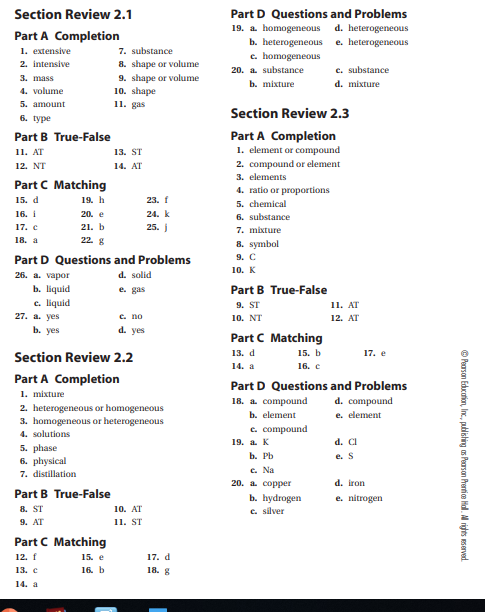 Section Review 2.1
Part A Completion
1. extensive 7. substance
2. intensive 8. shape or volume
3. mass 9. shape or volume
4. volume 10. shape
5. amount 11. gas
6. type
Part B True-False
11. AT 13. ST
12. NT 14. AT
Part C Matching
15. d 19. h 23. f
16. i 20. e 24. k
17. c 21. b 25. j
18. a 22. g
Part D Questions and Problems
26. a. vapor d. solid
b. liquid e. gas
c. liquid
27. a. yes c. no
b. yes d. yes
Section Review 2.2
Part A Completion
1. mixture
2. heterogeneous or homogeneous
3. homogeneous or heterogeneous
4. solutions
5. phase
6. physical
7. distillation
Part B True-False
8. ST 10. AT
9. AT 11. ST
Part C Matching
12. f 15. e 17. d
13. c 16. b 18. g
14. a
Part D Questions and Problems
19. a. homogeneous d. heterogeneous
b. heterogeneous e. heterogeneous
c. homogeneous
20. a. substance c. substance
b. mixture d. mixture
Section Review 2.3
Part A Completion
1. element or compound
2. compound or element
3. elements
4. ratio or proportions
5. chemical
6. substance
7. mixture
8. symbol
9. C
10. K
Part B True-False
9. ST 11. AT
10. NT 12. AT
Part C Matching
13. d 15. b 17. e
14. a 16. c
Part D Questions and Problems
18. a. compound d. compound
b. element e. element
c. compound
19. a. K d. Cl
b. Pb e. S
c. Na
20. a. copper d. iron
b. hydrogen e. nitrogen
c. silver
© Pearson Education, Inc., publishing as Pearson Prentice Hall. All rights reserved.